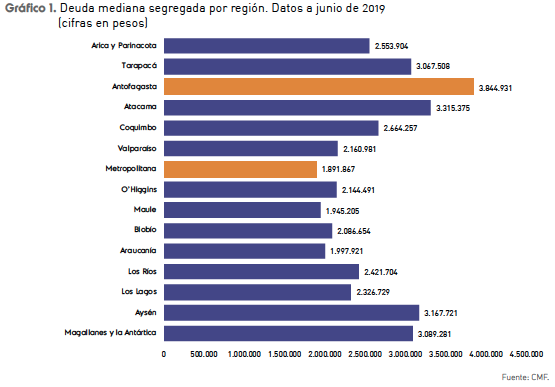 Gráfico 1. Deuda mediana segregada por región. Datos a junio de 2019
(cifras en pesos)
Arica y Parinacota 2.553.904
Tarapacá 3.067.508
Antofagasta 3.844.931
Atacama 3.315.375
Coquimbo 2.664.257
Valparaíso 2.160.981
Metropolitana 1.891.867
O'Higgins 2.144.491
Maule 1.945.205
Biobío 2.086.654
Araucanía 1.997.921
Los Ríos 2.421.704
Los Lagos 2.326.729
Aysén 3.167.721
Magallanes y la Antártica 3.089.281
0 500.000 1.000.000 1.500.000 2.000.000 2.500.000 3.000.000 3.500.000 4.000.000 4.500.000
Fuente: CMF.